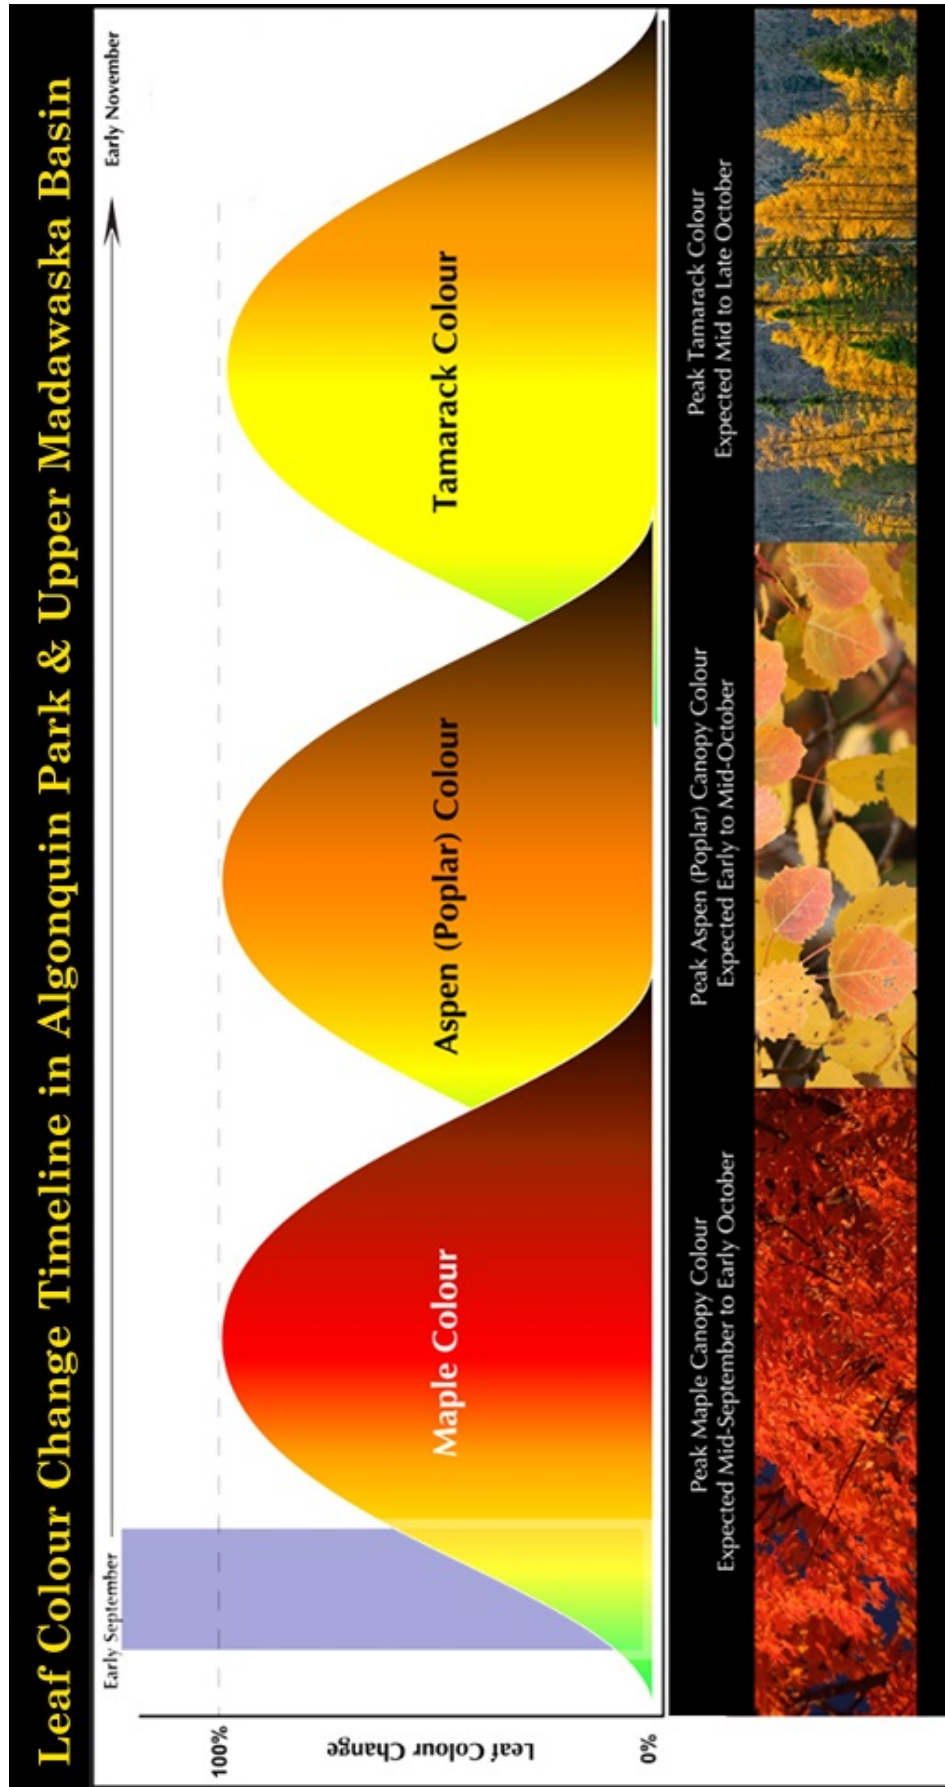 Leaf Colour Change Timeline in Algonquin Park & Upper Madawaska Basin
Early September
Early November
100%
Leaf Colour Change
0%
Maple Colour
Aspen (Poplar) Colour
Tamarack Colour
Peak Maple Canopy Colour
Expected Mid-September to Early October
Peak Aspen (Poplar) Canopy Colour
Expected Early to Mid-October
Peak Tamarack Colour
Expected Mid to Late October